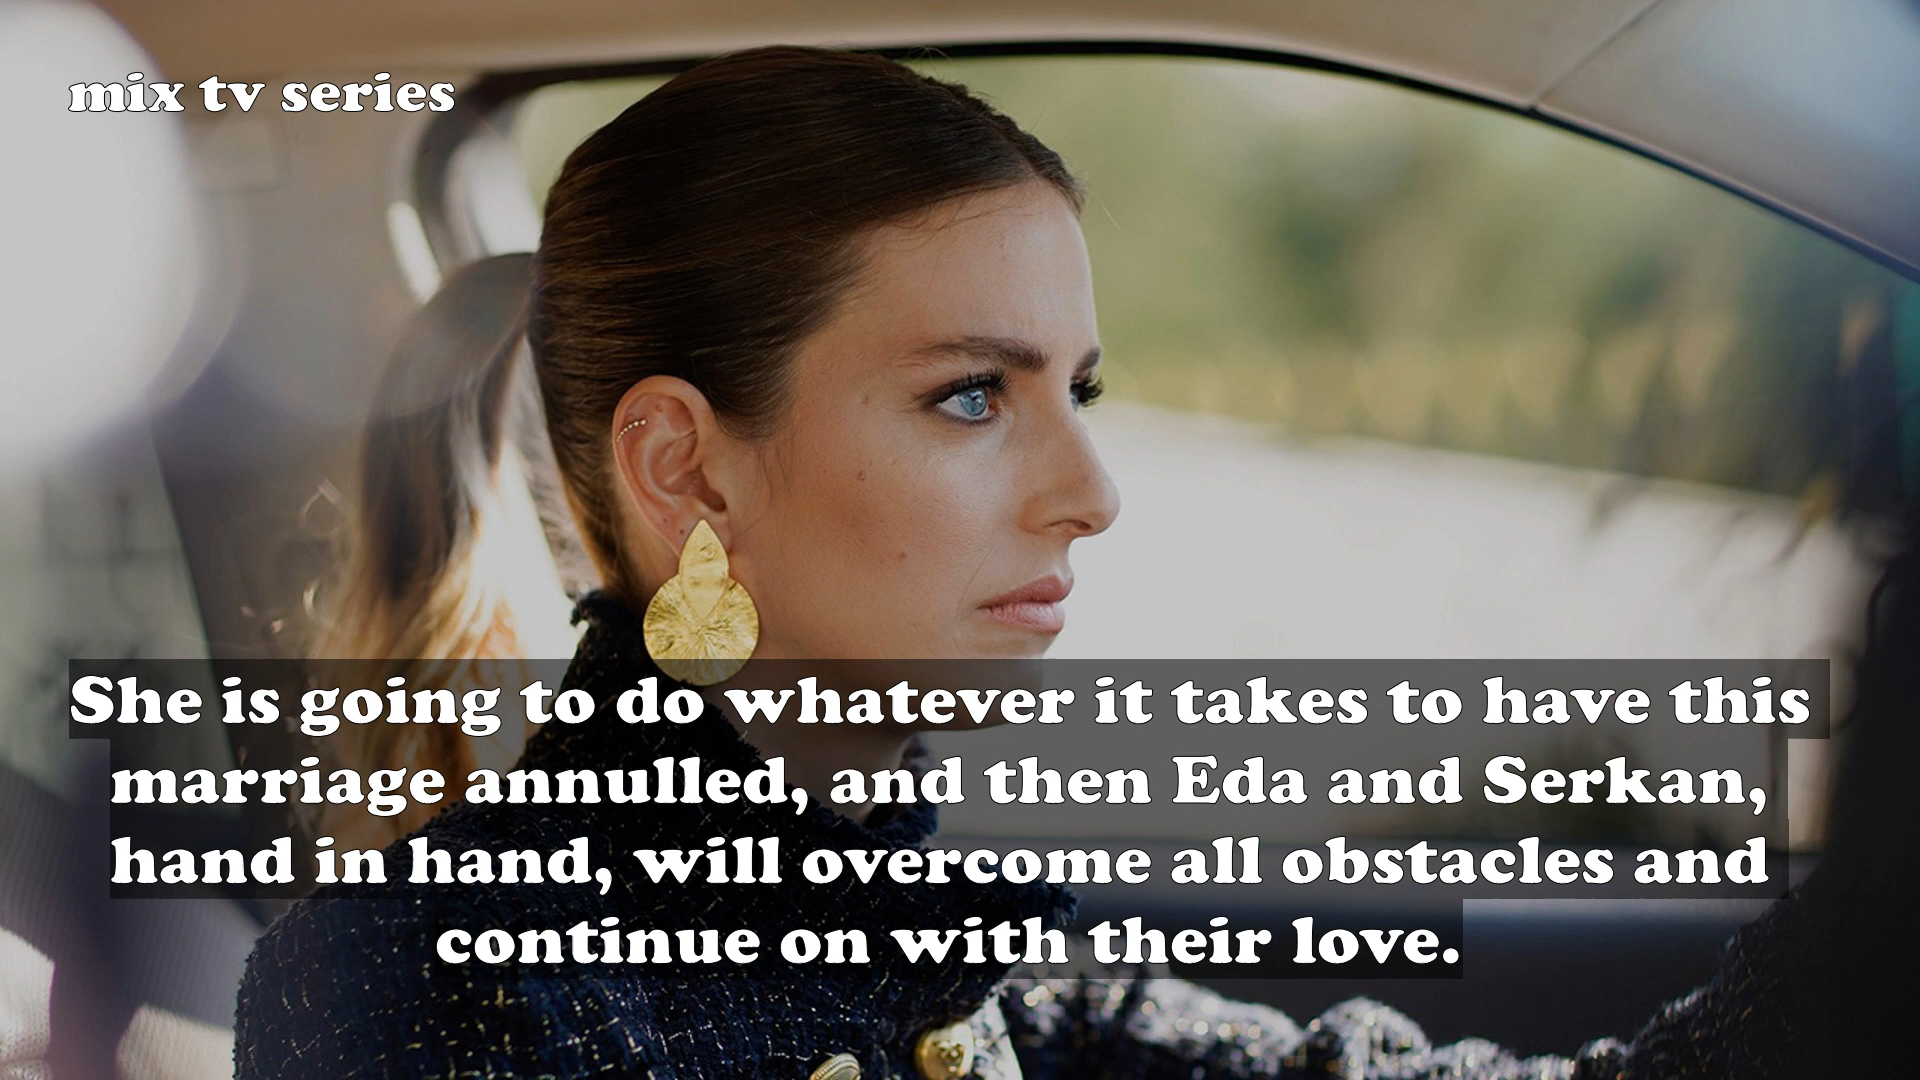 mix tv series
She is going to do whatever it takes to have this
marriage annulled, and then Eda and Serkan,
hand in hand, will overcome all obstacles and
continue on with their love.